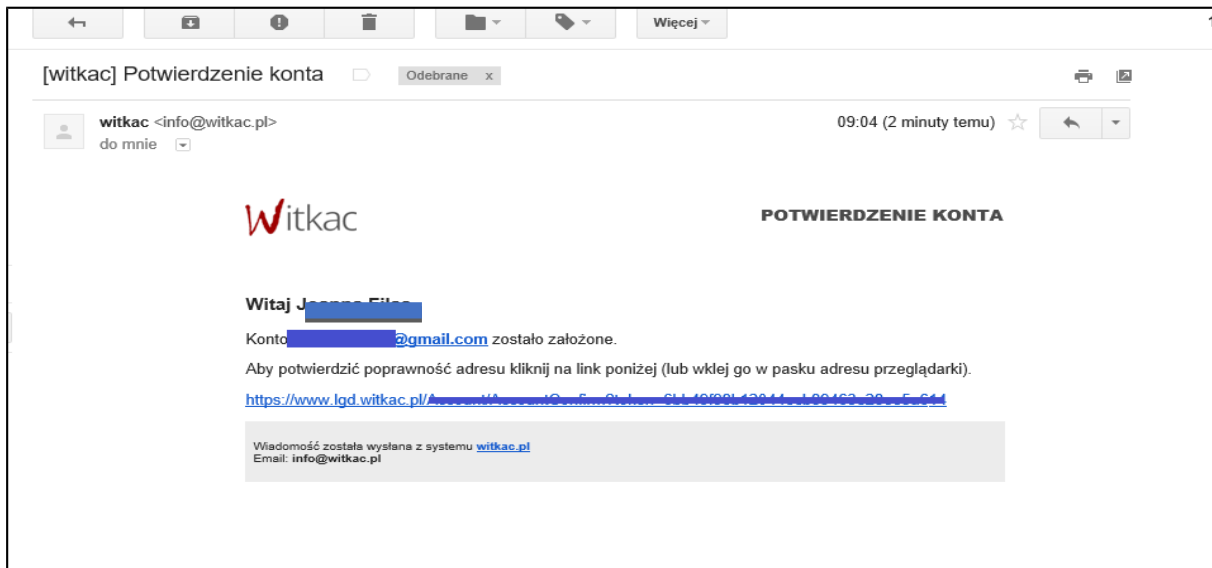 Więcej
1
[witkac] Potwierdzenie konta
Odebrane x
witkac <info@witkac.pl>
09:04 (2 minuty temu)
do mnie
Witkac
POTWIERDZENIE KONTA
Witaj
Konto @gmail.com zostało założone.
Aby potwierdzić poprawność adresu kliknij na link poniżej (lub wklej go w pasku adresu przeglądarki).
https://www.lgd.witkac.pl/
Wiadomość została wysłana z systemu witkac.pl
Email: info@witkac.pl